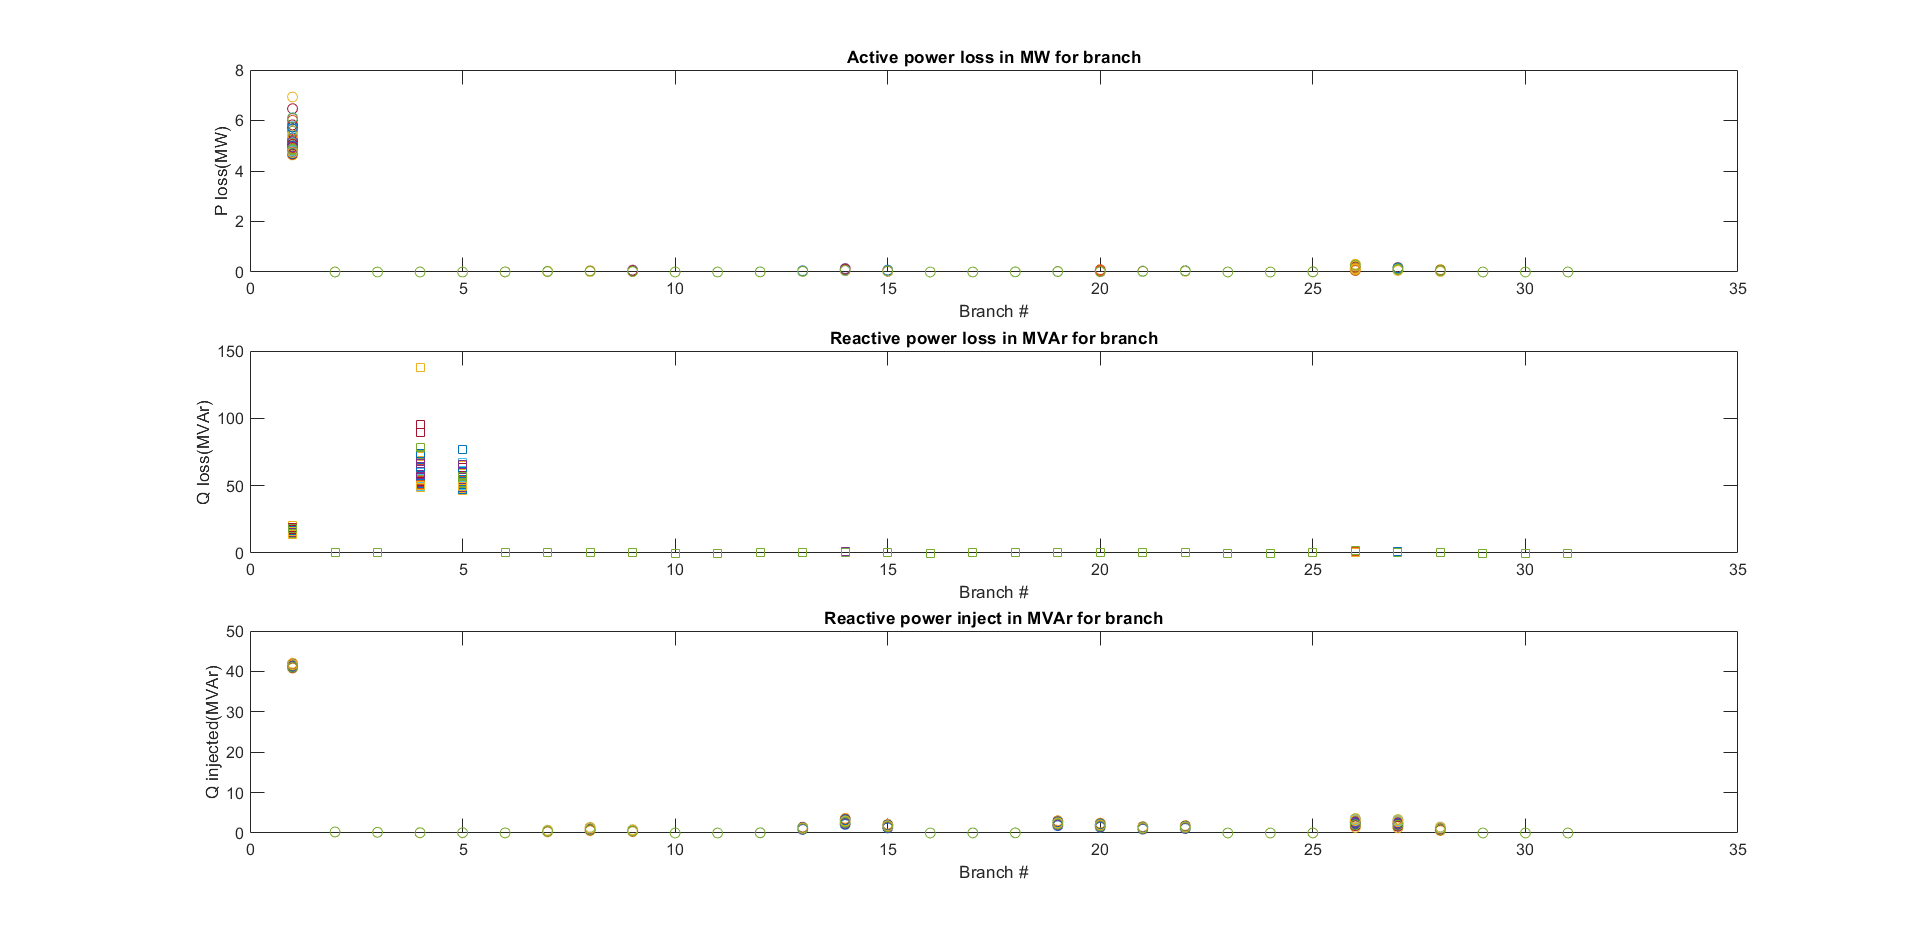 Active power loss in MW for branch
8
6
4
2
0
P loss(MW)
0 5 10 15 20 25 30 35
Branch #
Reactive power loss in MVAr for branch
150
100
50
0
Q loss(MVAr)
0 5 10 15 20 25 30 35
Branch #
Reactive power inject in MVAr for branch
50
40
30
20
10
0
Q injected(MVAr)
0 5 10 15 20 25 30 35
Branch #